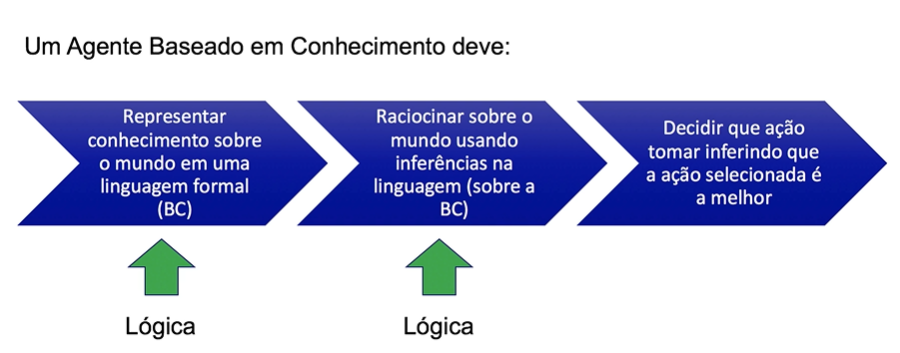 Um Agente Baseado em Conhecimento deve:
Representar
conhecimento sobre
o mundo em uma
linguagem formal
(BC)
Raciocinar sobre o
mundo usando
inferências na
linguagem (sobre a
BC)
Decidir que ação
tomar inferindo que
a ação selecionada é
a melhor
Lógica
Lógica